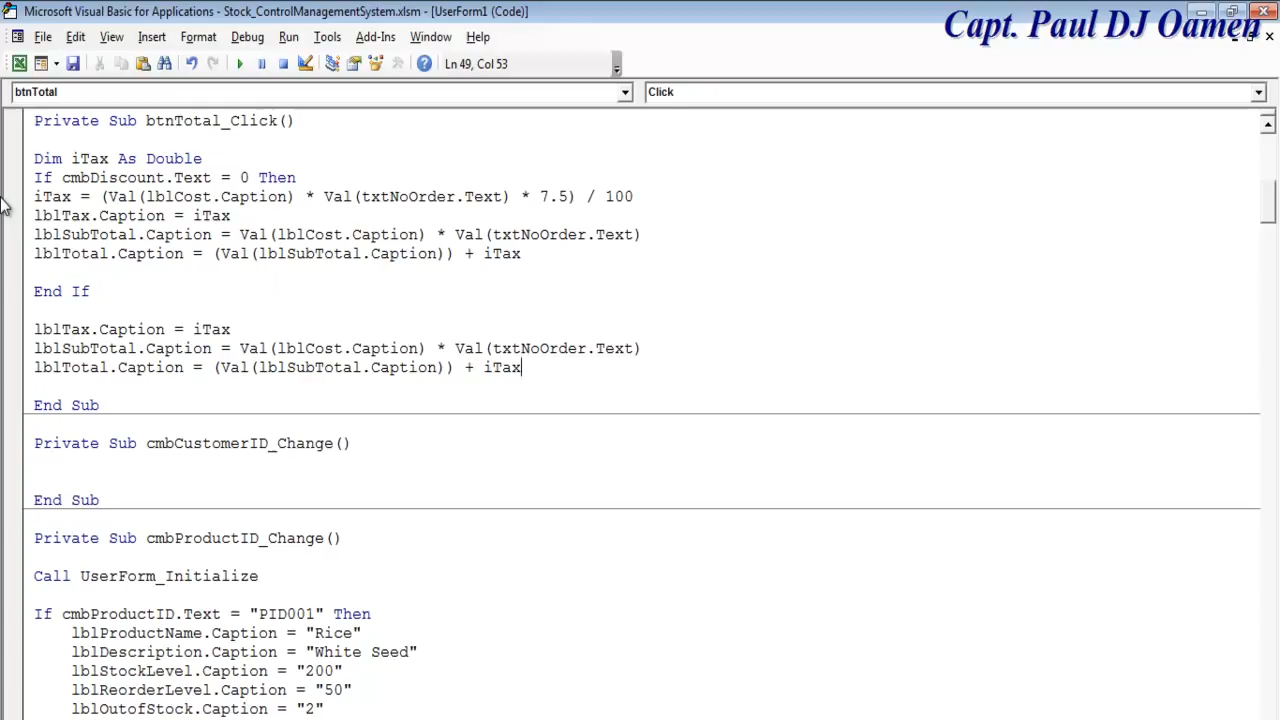 Microsoft Visual Basic for Applications - Stock_ControlManagementSystem.xlsm - [UserForm1 (Code)]
Capt. Paul DJ Oamen
File Edit View Insert Format Debug Run Tools Add-Ins Window Help
Ln 49, Col 53
btnTotal Click
Private Sub btnTotal_Click()
Dim iTax As Double
If cmbDiscount.Text = 0 Then
iTax = (Val(lblCost.Caption) * Val(txtNoOrder.Text) * 7.5) / 100
lblTax.Caption = iTax
lblSubTotal.Caption = Val(lblCost.Caption) * Val(txtNoOrder.Text)
lblTotal.Caption = (Val(lblSubTotal.Caption)) + iTax
End If
lblTax.Caption = iTax
lblSubTotal.Caption = Val(lblCost.Caption) * Val(txtNoOrder.Text)
lblTotal.Caption = (Val(lblSubTotal.Caption)) + iTax
End Sub
Private Sub cmbCustomerID_Change()
End Sub
Private Sub cmbProductID_Change()
Call UserForm_Initialize
If cmbProductID.Text = "PID001" Then
lblProductName.Caption = "Rice"
lblDescription.Caption = "White Seed"
lblStockLevel.Caption = "200"
lblReorderLevel.Caption = "50"
lblOutofStock.Caption = "2"